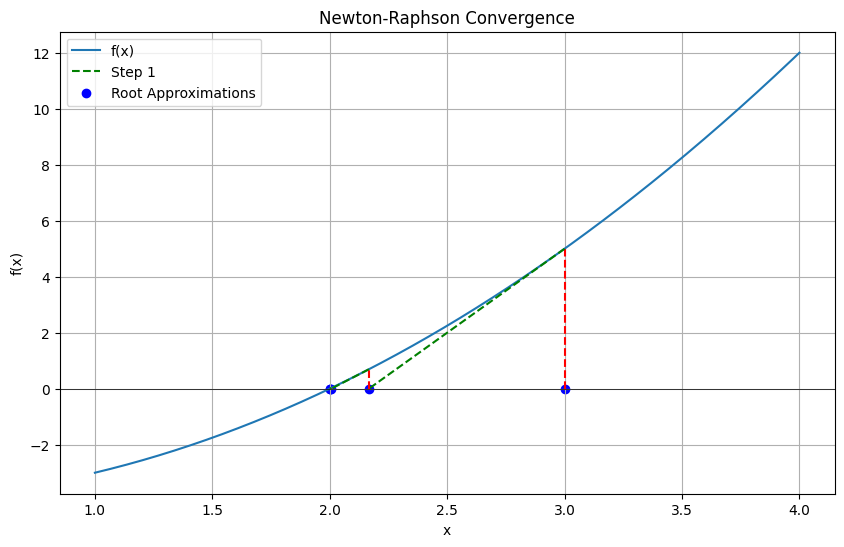 Newton-Raphson Convergence
f(x)
Step 1
Root Approximations
12
10
8
6
4
2
0
−2
f(x)
1.0 1.5 2.0 2.5 3.0 3.5 4.0
x